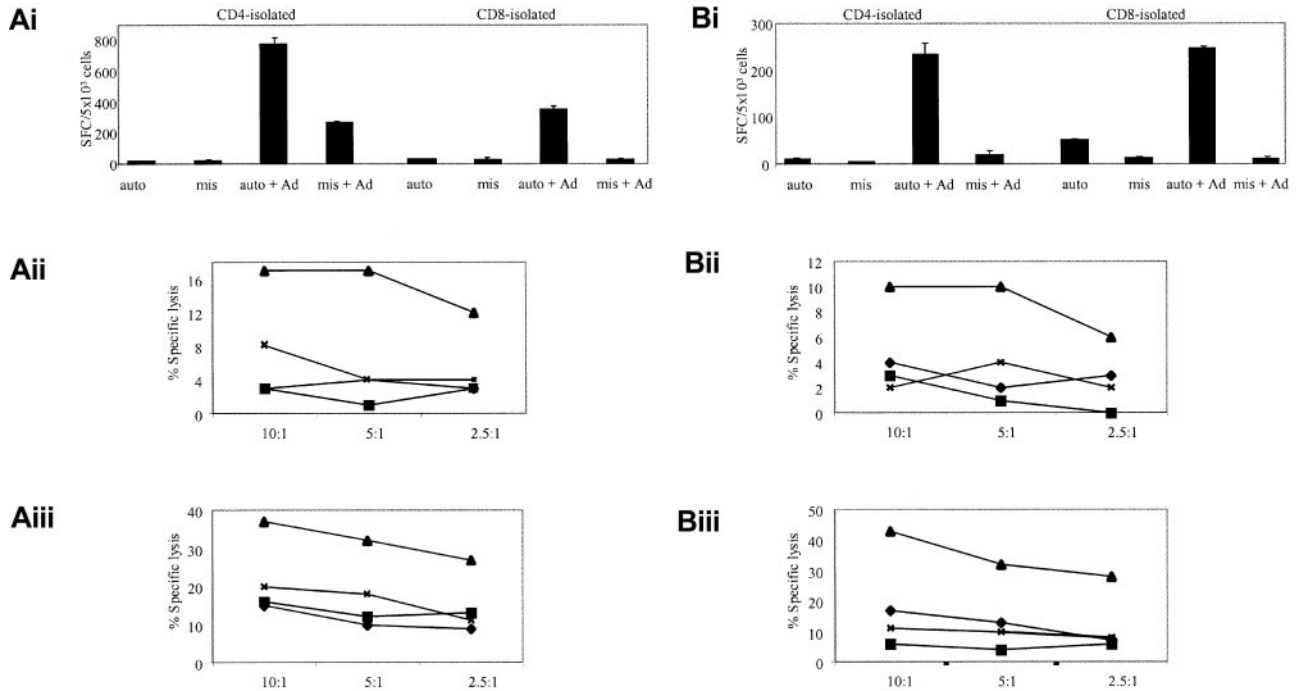 Ai
CD4-isolated
CD8-isolated
SFC/5x10³ cells
800
600
400
200
0
auto
mis
auto + Ad
mis + Ad
auto
mis
auto + Ad
mis + Ad
Bi
CD4-isolated
CD8-isolated
SFC/5x10³ cells
300
200
100
0
auto
mis
auto + Ad
mis + Ad
auto
mis
auto + Ad
mis + Ad
Aii
% Specific lysis
16
12
8
4
0
10:1
5:1
2.5:1
Bii
% Specific lysis
12
10
8
6
4
2
0
10:1
5:1
2.5:1
Aiii
% Specific lysis
40
30
20
10
0
10:1
5:1
2.5:1
Biii
% Specific lysis
50
40
30
20
10
0
10:1
5:1
2.5:1